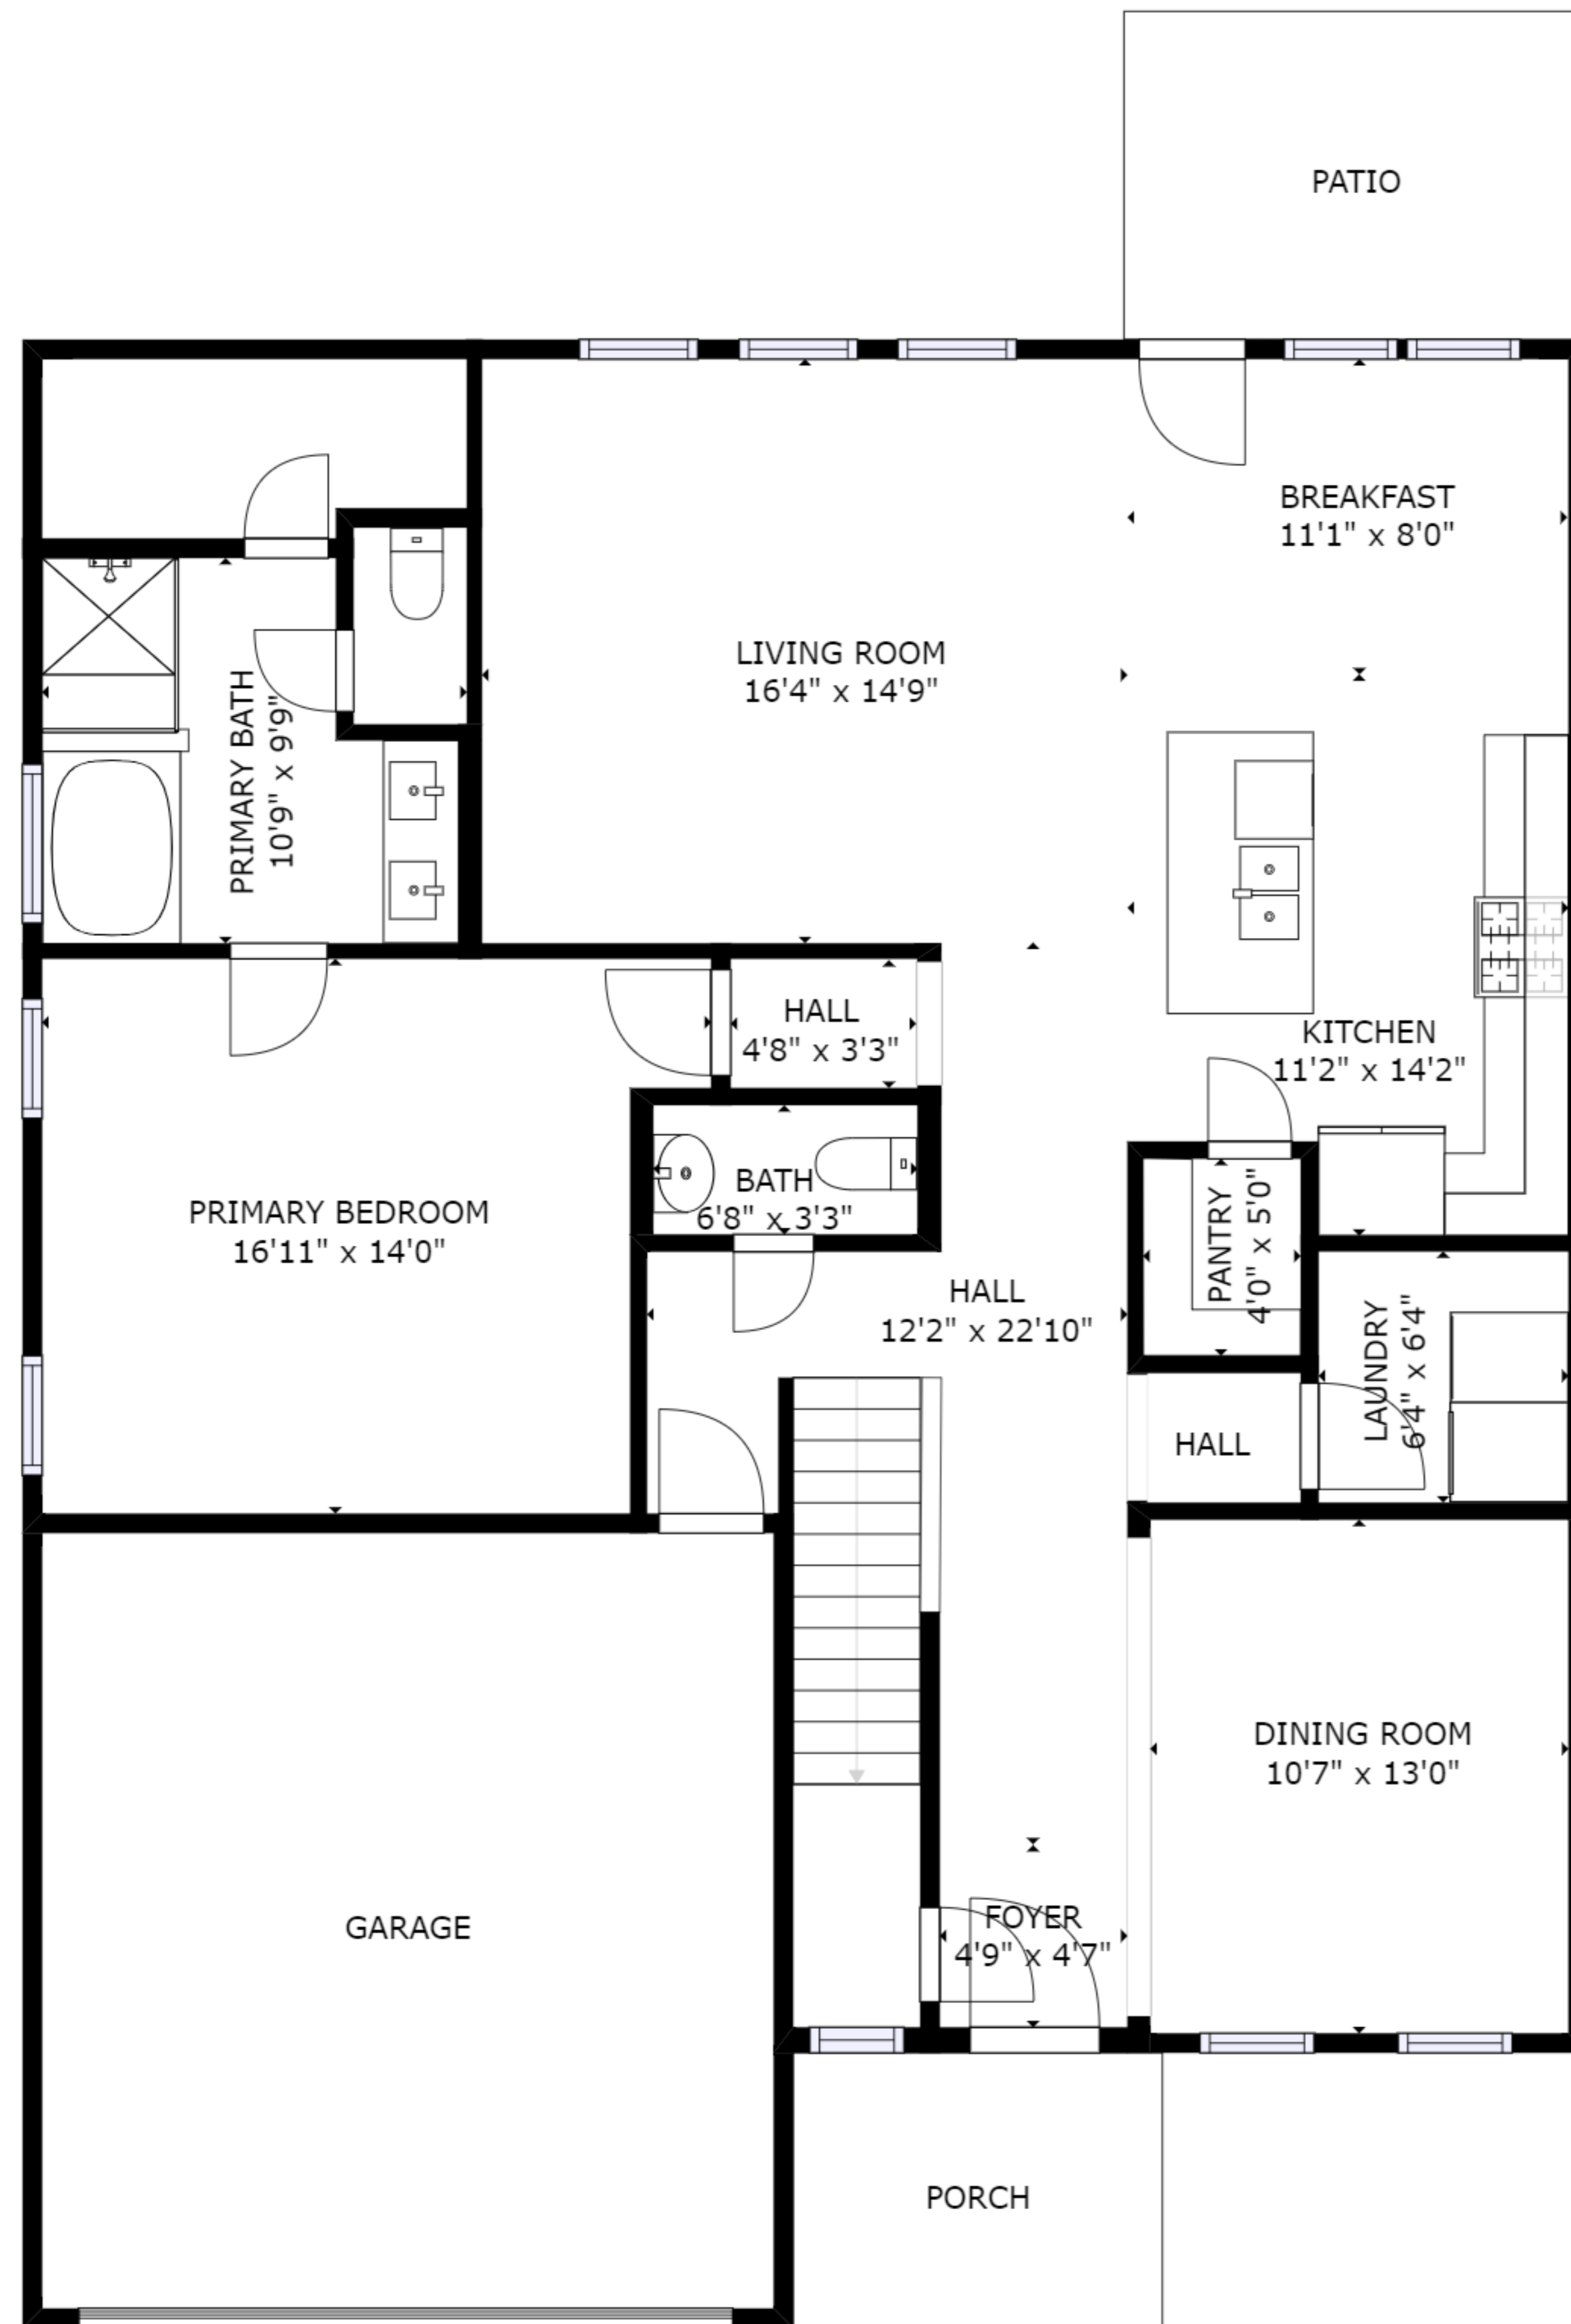 PATIO
BREAKFAST
11'1" x 8'0"
LIVING ROOM
16'4" x 14'9"
PRIMARY BATH
10'9" x 9'9"
HALL
4'8" x 3'3"
KITCHEN
11'2" x 14'2"
BATH
6'8" x 3'3"
PRIMARY BEDROOM
16'11" x 14'0"
PANTRY
4'0" x 5'0"
HALL
12'2" x 22'10"
LAUNDRY
6'4" x 6'4"
HALL
DINING ROOM
10'7" x 13'0"
GARAGE
FOYER
4'9" x 4'7"
PORCH